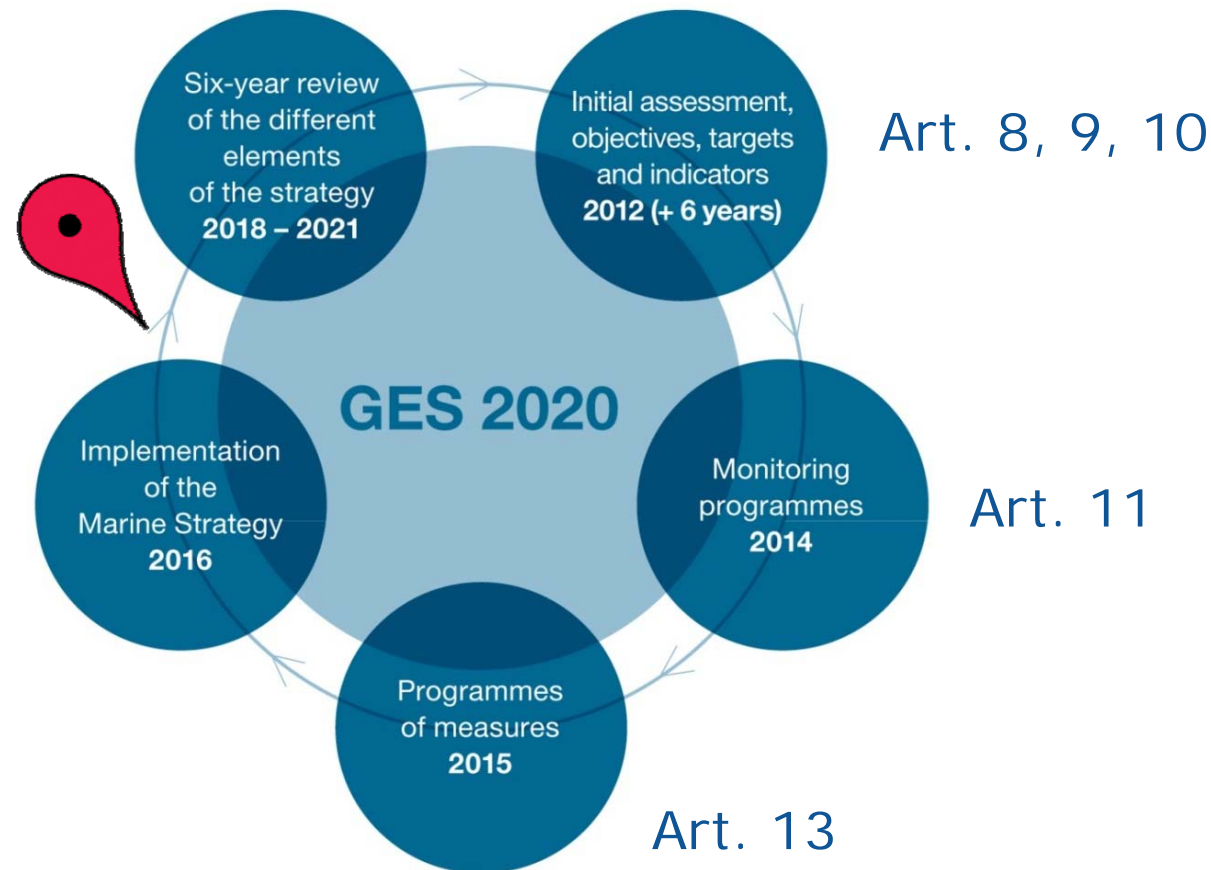 Six-year review
of the different
elements
of the strategy
2018 – 2021
Initial assessment,
objectives, targets
and indicators
2012 (+ 6 years)
Art. 8, 9, 10
GES 2020
Implementation
of the
Marine Strategy
2016
Monitoring
programmes
2014
Art. 11
Programmes
of measures
2015
Art. 13